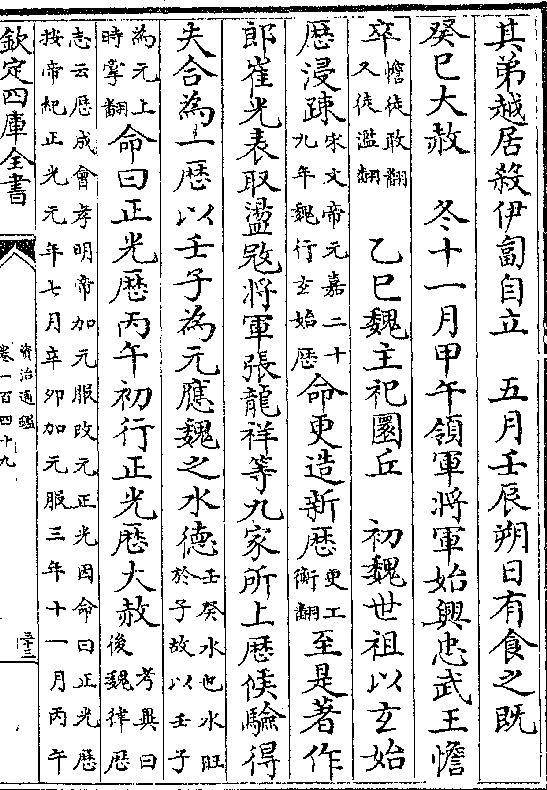 其弟越居殺伊匐自立　五月壬辰朔日有食之既
癸巳大赦　冬十一月甲午領軍將軍始興忠武王憺
卒
憺徒敢翻
又徒濫翻
乙巳魏主祀圜丘　初魏世祖以玄始
歴浸疎
宋文帝元嘉二十
九年魏行玄始歴
命更造新歴
更工
衡翻
至是著作
郎崔光表取盪冦將軍張龍祥等九家所上歴候驗得
失合為一歴以壬子為元應魏之水德
壬癸水也水旺
於子故以壬子
為元上
時掌翻
命曰正光歴丙午初行正光歴大赦
考異曰
後魏律歴
志云歴成會孝明帝加元服改元正光因命曰正光歴
按帝紀正光元年七月辛卯加元服三年十一月丙午
欽定四庫全書
資治通鑑
卷一百四十九